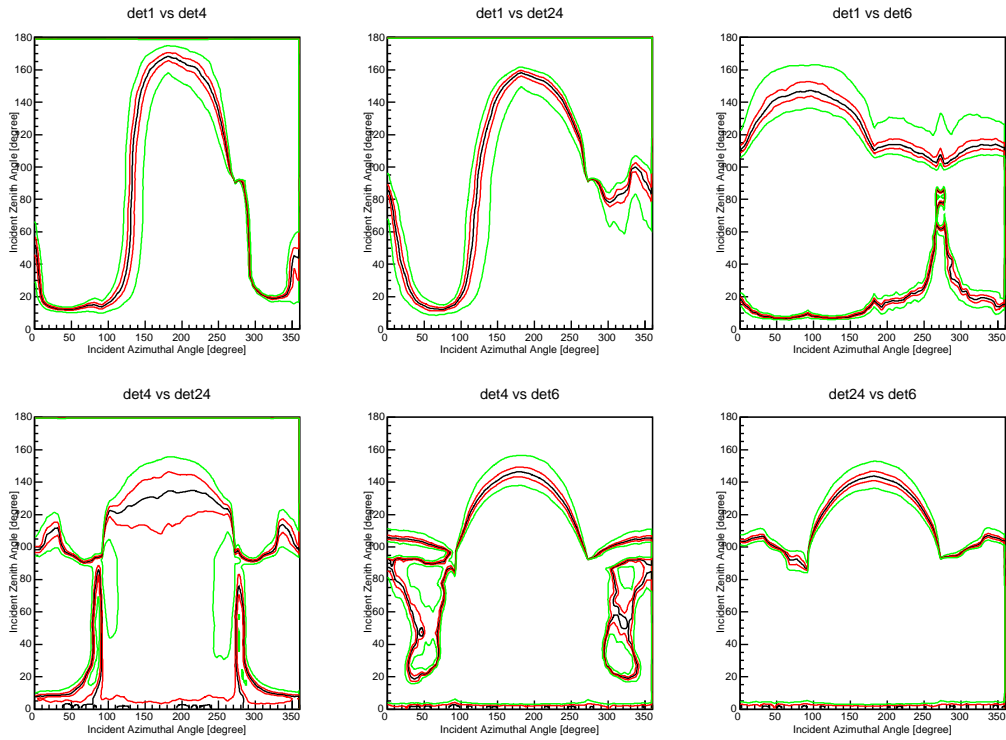 det1 vs det4
det1 vs det24
det1 vs det6
Incident Zenith Angle [degree]
180
160
140
120
100
80
60
40
20
0
0 50 100 150 200 250 300 350
Incident Azimuthal Angle [degree]
Incident Zenith Angle [degree]
180
160
140
120
100
80
60
40
20
0
0 50 100 150 200 250 300 350
Incident Azimuthal Angle [degree]
Incident Zenith Angle [degree]
180
160
140
120
100
80
60
40
20
0
0 50 100 150 200 250 300 350
Incident Azimuthal Angle [degree]
det4 vs det24
det4 vs det6
det24 vs det6
Incident Zenith Angle [degree]
180
160
140
120
100
80
60
40
20
0
0 50 100 150 200 250 300 350
Incident Azimuthal Angle [degree]
Incident Zenith Angle [degree]
180
160
140
120
100
80
60
40
20
0
0 50 100 150 200 250 300 350
Incident Azimuthal Angle [degree]
Incident Zenith Angle [degree]
180
160
140
120
100
80
60
40
20
0
0 50 100 150 200 250 300 350
Incident Azimuthal Angle [degree]